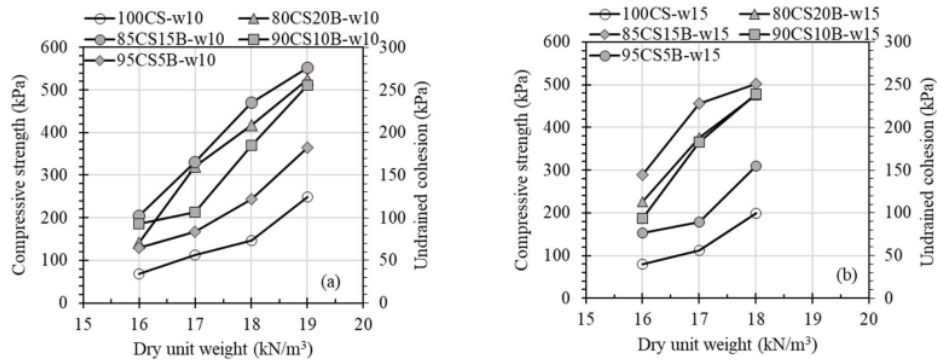 100CS-w10 80CS20B-w10
85CS15B-w10 90CS10B-w10
95CS5B-w10
600
500
400
300
200
100
0
Compressive strength (kPa)
300
250
200
150
100
50
0
Undrained cohesion (kPa)
(a)
15 16 17 18 19 20
Dry unit weight (kN/m³)
100CS-w15 80CS20B-w15
85CS15B-w15 90CS10B-w15
95CS5B-w15
600
500
400
300
200
100
0
Compressive strength (kPa)
300
250
200
150
100
50
0
Undrained cohesion (kPa)
(b)
15 16 17 18 19 20
Dry unit weight (kN/m³)